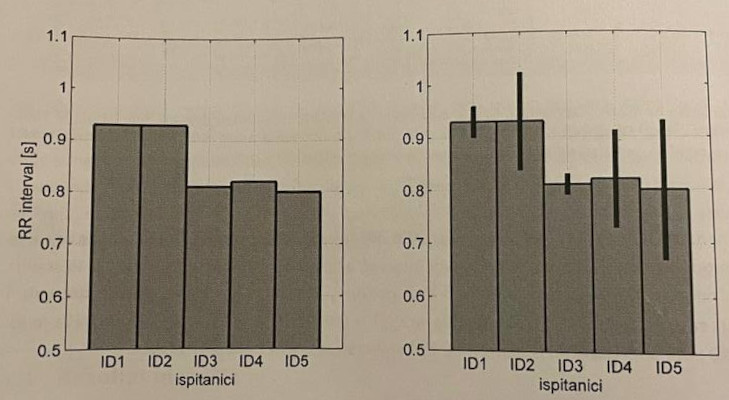 1.1
1
0.9
0.8
0.7
0.6
0.5
RR interval [s]
ID1 ID2 ID3 ID4 ID5
ispitanici
1.1
1
0.9
0.8
0.7
0.6
0.5
ID1 ID2 ID3 ID4 ID5
ispitanici